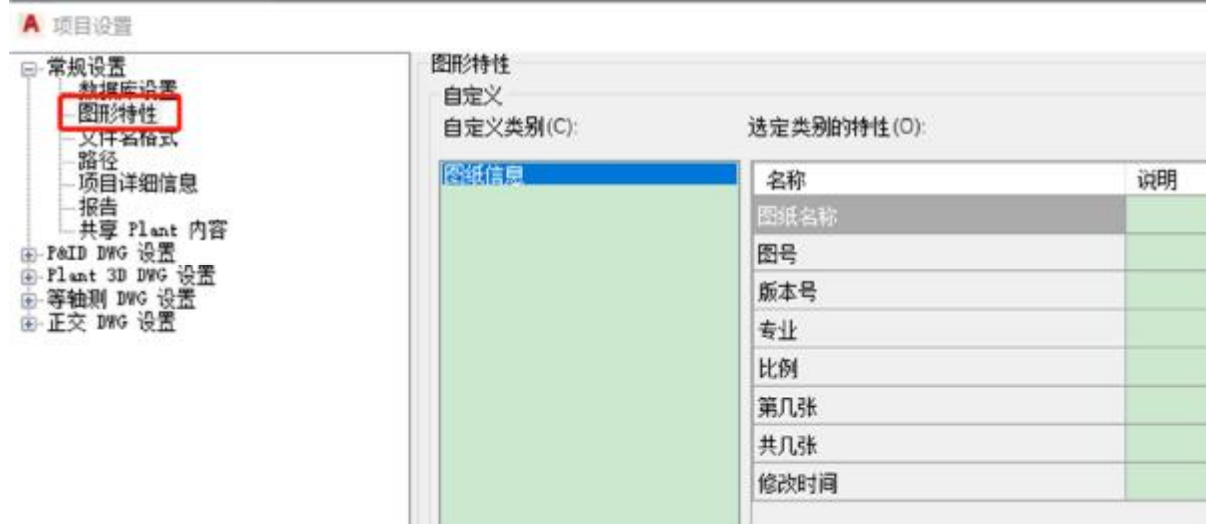 A 项目设置
常规设置
数据库设置
图形特性
文件名格式
路径
项目详细信息
报告
共享 Plant 内容
P&ID DWG 设置
Plant 3D DWG 设置
等轴测 DWG 设置
正交 DWG 设置
图形特性
自定义
自定义类别(C):
图纸信息
选定类别的特性(O):
名称 说明
图纸名称
图号
版本号
专业
比例
第几张
共几张
修改时间